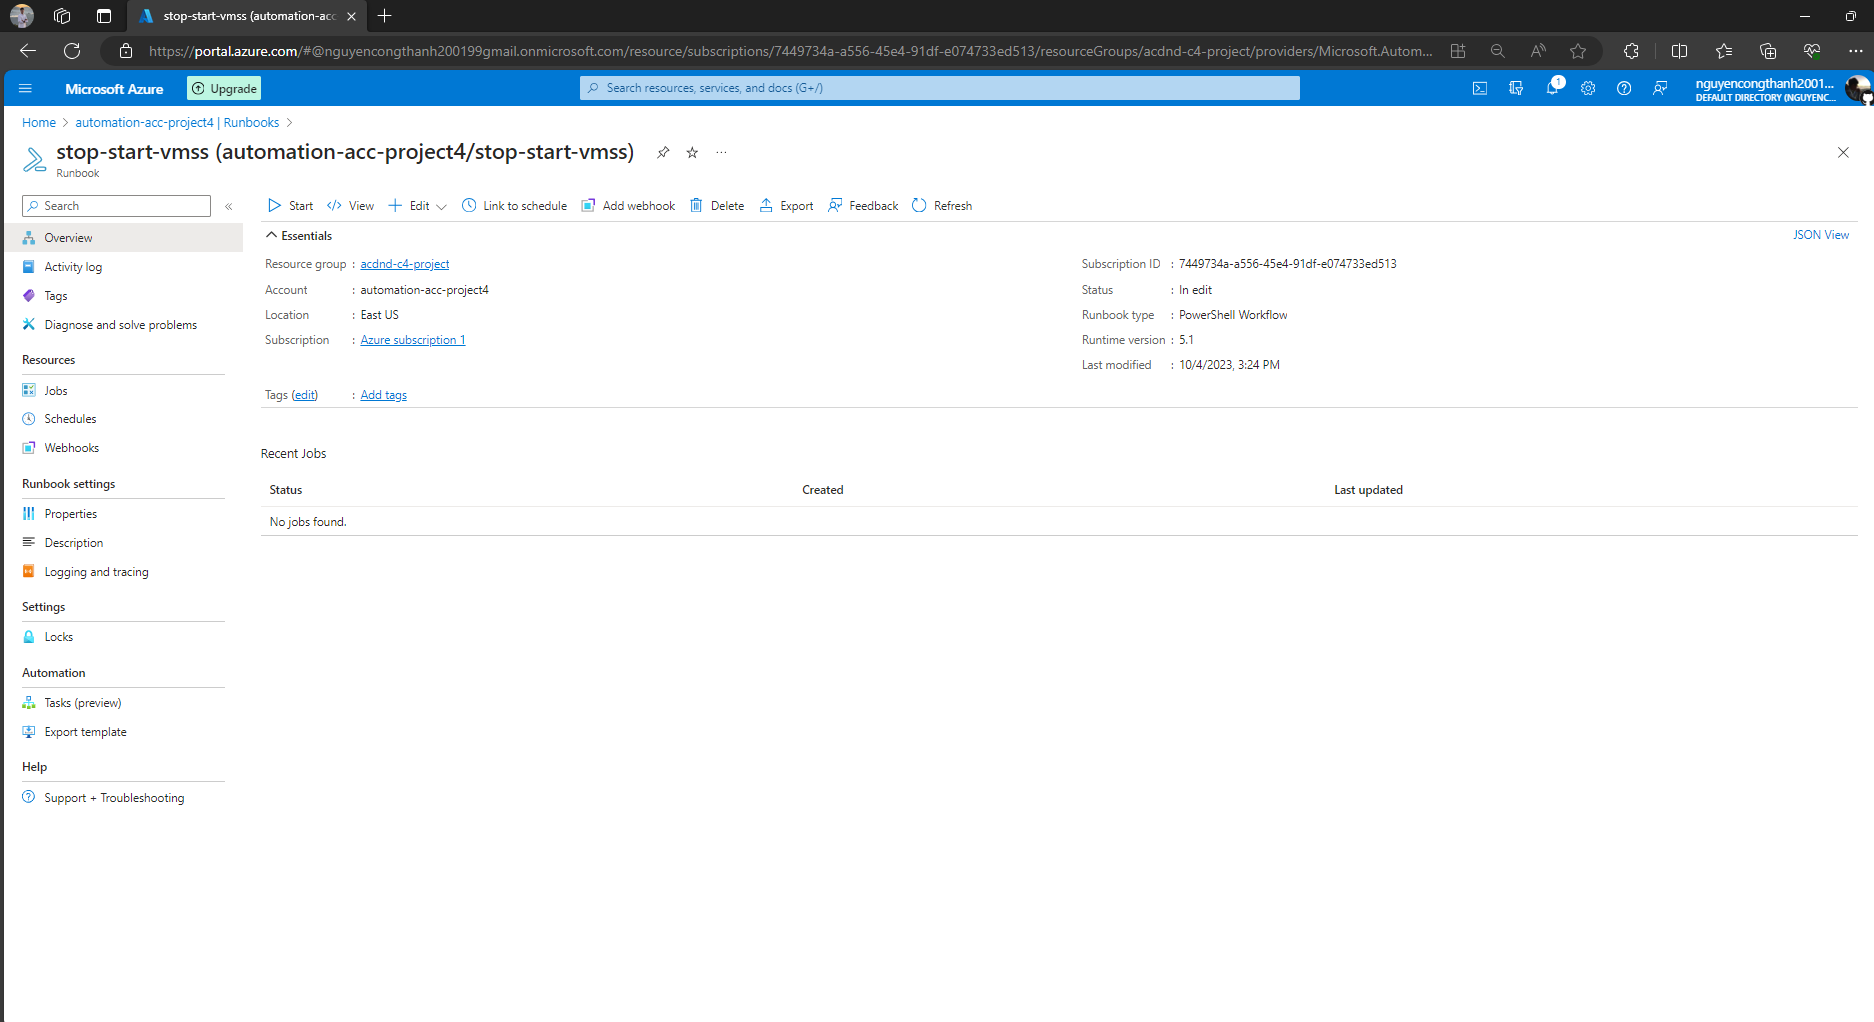 stop-start-vmss (automation-acc
https://portal.azure.com/#@nguyencongthanh200199gmail.onmicrosoft.com/resource/subscriptions/7449734a-a556-45e4-91df-e074733ed513/resourceGroups/acdnd-c4-project/providers/Microsoft.Autom...
Microsoft Azure
Upgrade
Search resources, services, and docs (G+/)
1
nguyencongthanh2001...
DEFAULT DIRECTORY (NGUYENC...
Home > automation-acc-project4 | Runbooks >
stop-start-vmss (automation-acc-project4/stop-start-vmss)
Runbook
Search
Start
View
Edit
Link to schedule
Add webhook
Delete
Export
Feedback
Refresh
Overview
Activity log
Tags
Diagnose and solve problems
Resources
Jobs
Schedules
Webhooks
Runbook settings
Properties
Description
Logging and tracing
Settings
Locks
Automation
Tasks (preview)
Export template
Help
Support + Troubleshooting
Essentials
JSON View
Resource group : acdnd-c4-project
Account : automation-acc-project4
Location : East US
Subscription : Azure subscription 1
Subscription ID : 7449734a-a556-45e4-91df-e074733ed513
Status : In edit
Runbook type : PowerShell Workflow
Runtime version : 5.1
Last modified : 10/4/2023, 3:24 PM
Tags (edit) : Add tags
Recent Jobs
Status Created Last updated
No jobs found.